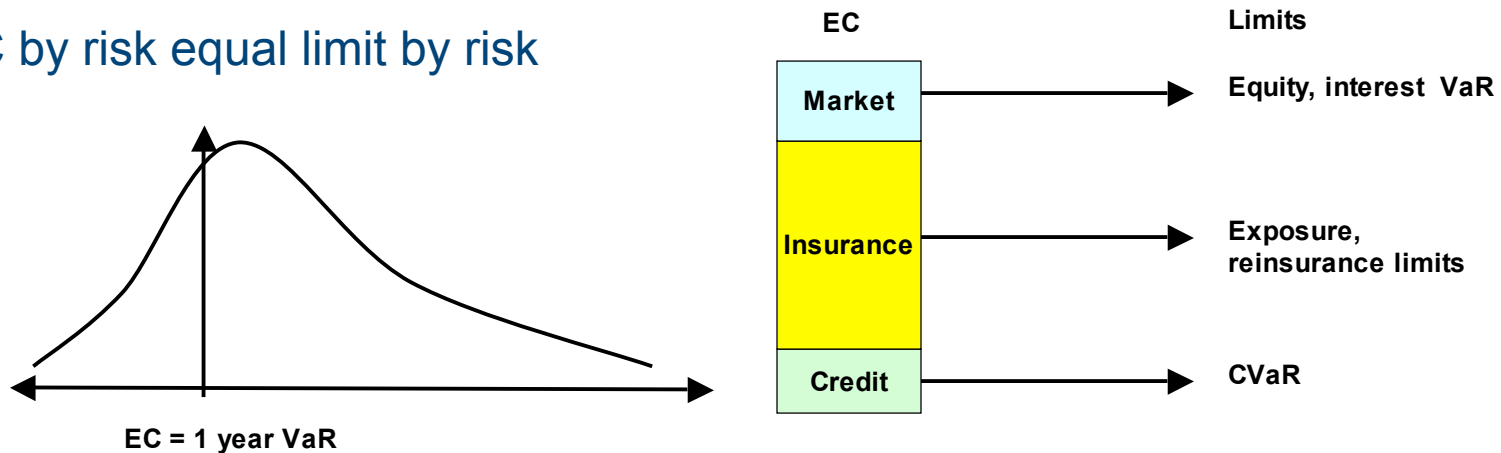 by risk equal limit by risk
EC = 1 year VaR
EC
Limits
Market
Equity, interest VaR
Insurance
Exposure,
reinsurance limits
Credit
CVaR